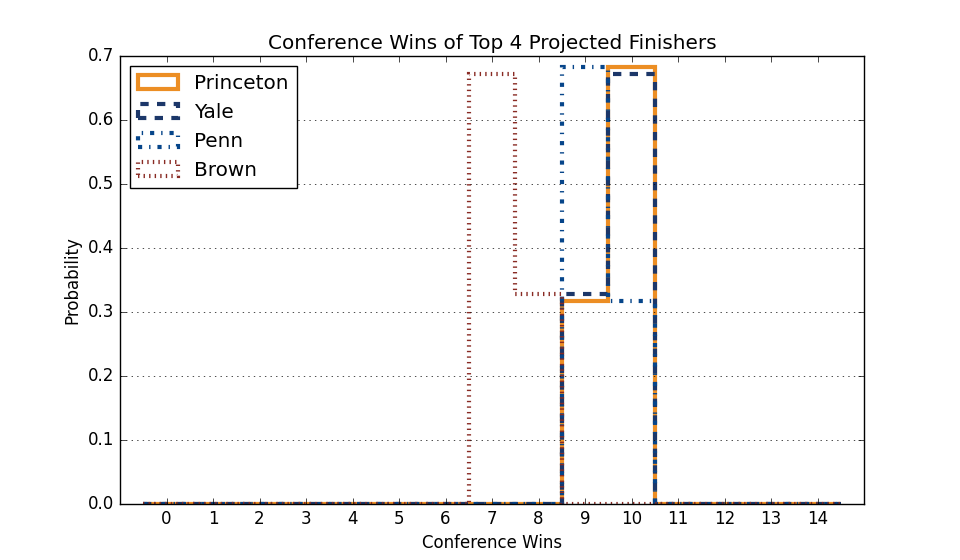 Conference Wins of Top 4 Projected Finishers
Princeton
Yale
Penn
Brown
0.7
0.6
0.5
0.4
0.3
0.2
0.1
0.0
Probability
0 1 2 3 4 5 6 7 8 9 10 11 12 13 14
Conference Wins